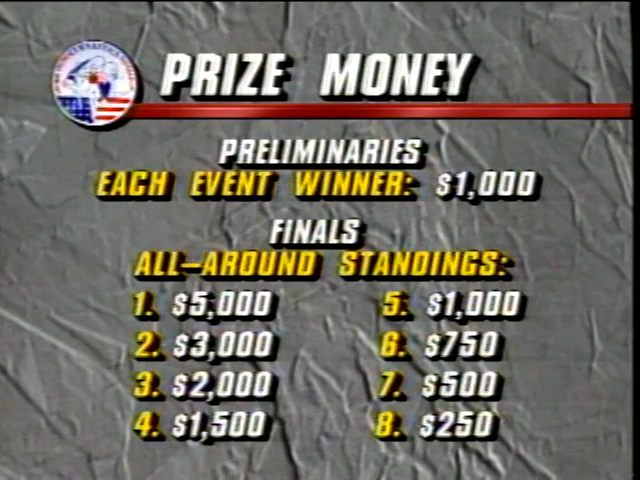 PRIZE MONEY
PRELIMINARIES
EACH EVENT WINNER: $1,000
FINALS
ALL-AROUND STANDINGS:
1. $5,000
2. $3,000
3. $2,000
4. $1,500
5. $1,000
6. $750
7. $500
8. $250